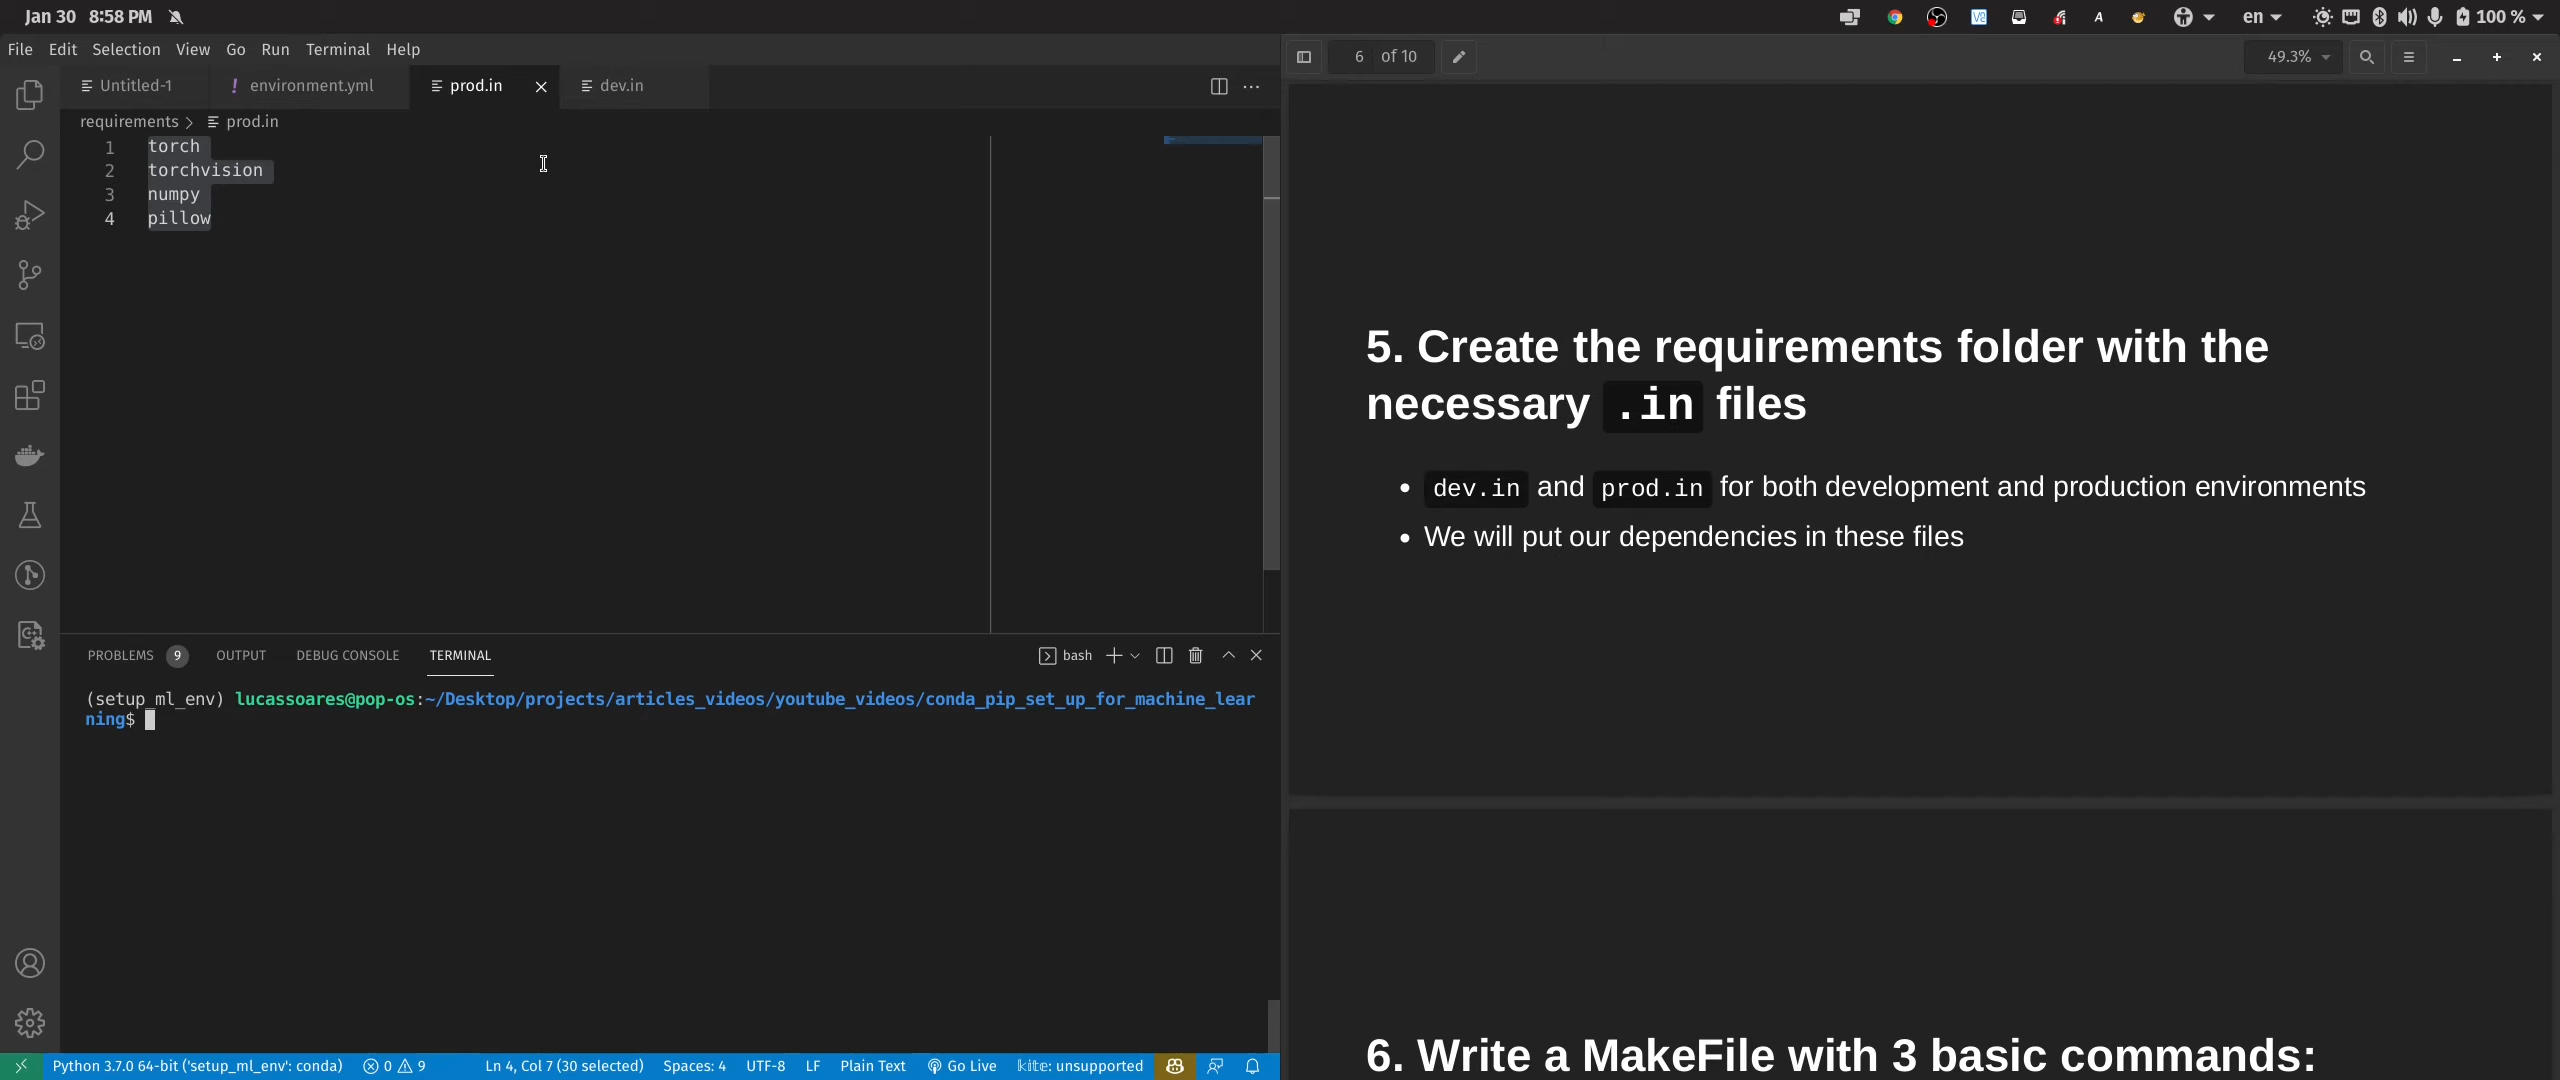 Jan 30 8:58 PM
en
100 %
File Edit Selection View Go Run Terminal Help
Untitled-1
! environment.yml
prod.in
dev.in
requirements > prod.in
1 torch
2 torchvision
3 numpy
4 pillow
PROBLEMS 9 OUTPUT DEBUG CONSOLE TERMINAL
bash
(setup_ml_env) lucassoares@pop-os:~/Desktop/projects/articles_videos/youtube_videos/conda_pip_set_up_for_machine_lear
ning$
Python 3.7.0 64-bit ('setup_ml_env': conda) 0 9 Ln 4, Col 7 (30 selected) Spaces: 4 UTF-8 LF Plain Text Go Live kite: unsupported
6 of 10
49.3%
5. Create the requirements folder with the
necessary .in files
• dev.in and prod.in for both development and production environments
• We will put our dependencies in these files
6. Write a MakeFile with 3 basic commands: